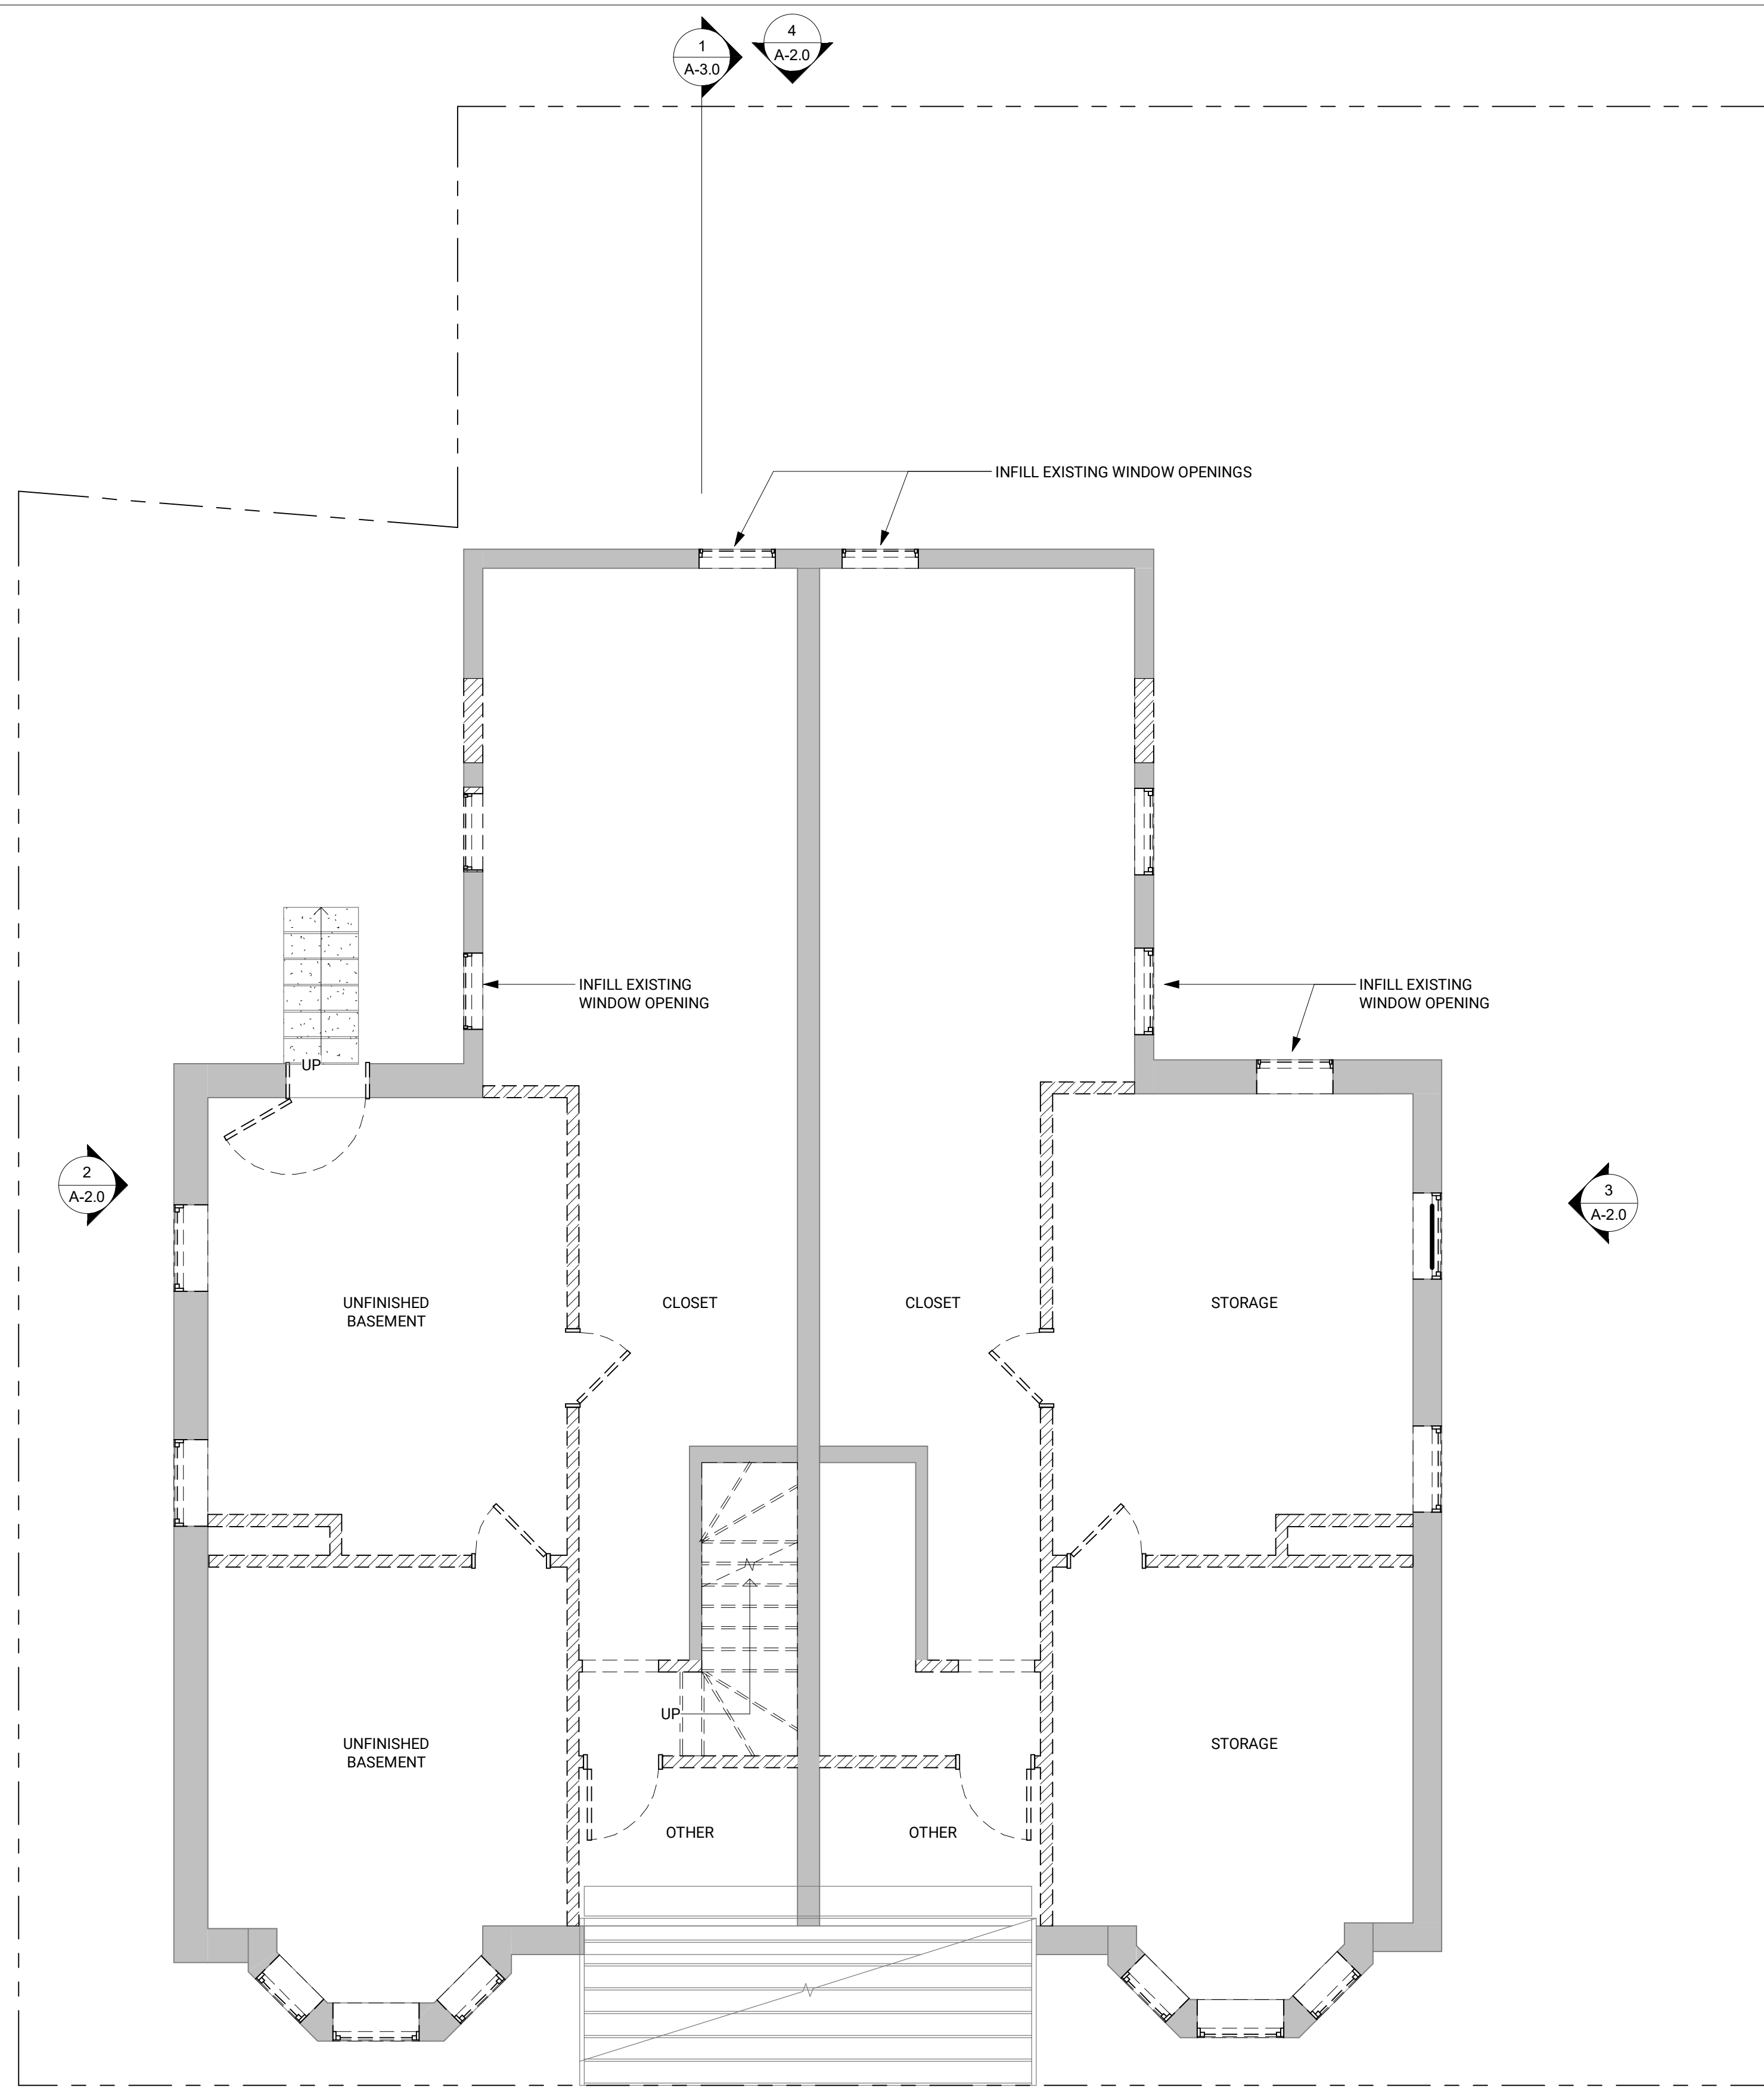 1
A-3.0
4
A-2.0
INFILL EXISTING WINDOW OPENINGS
INFILL EXISTING
WINDOW OPENING
INFILL EXISTING
WINDOW OPENING
UP
2
A-2.0
3
A-2.0
UNFINISHED
BASEMENT
CLOSET
CLOSET
STORAGE
UP
UNFINISHED
BASEMENT
STORAGE
OTHER
OTHER